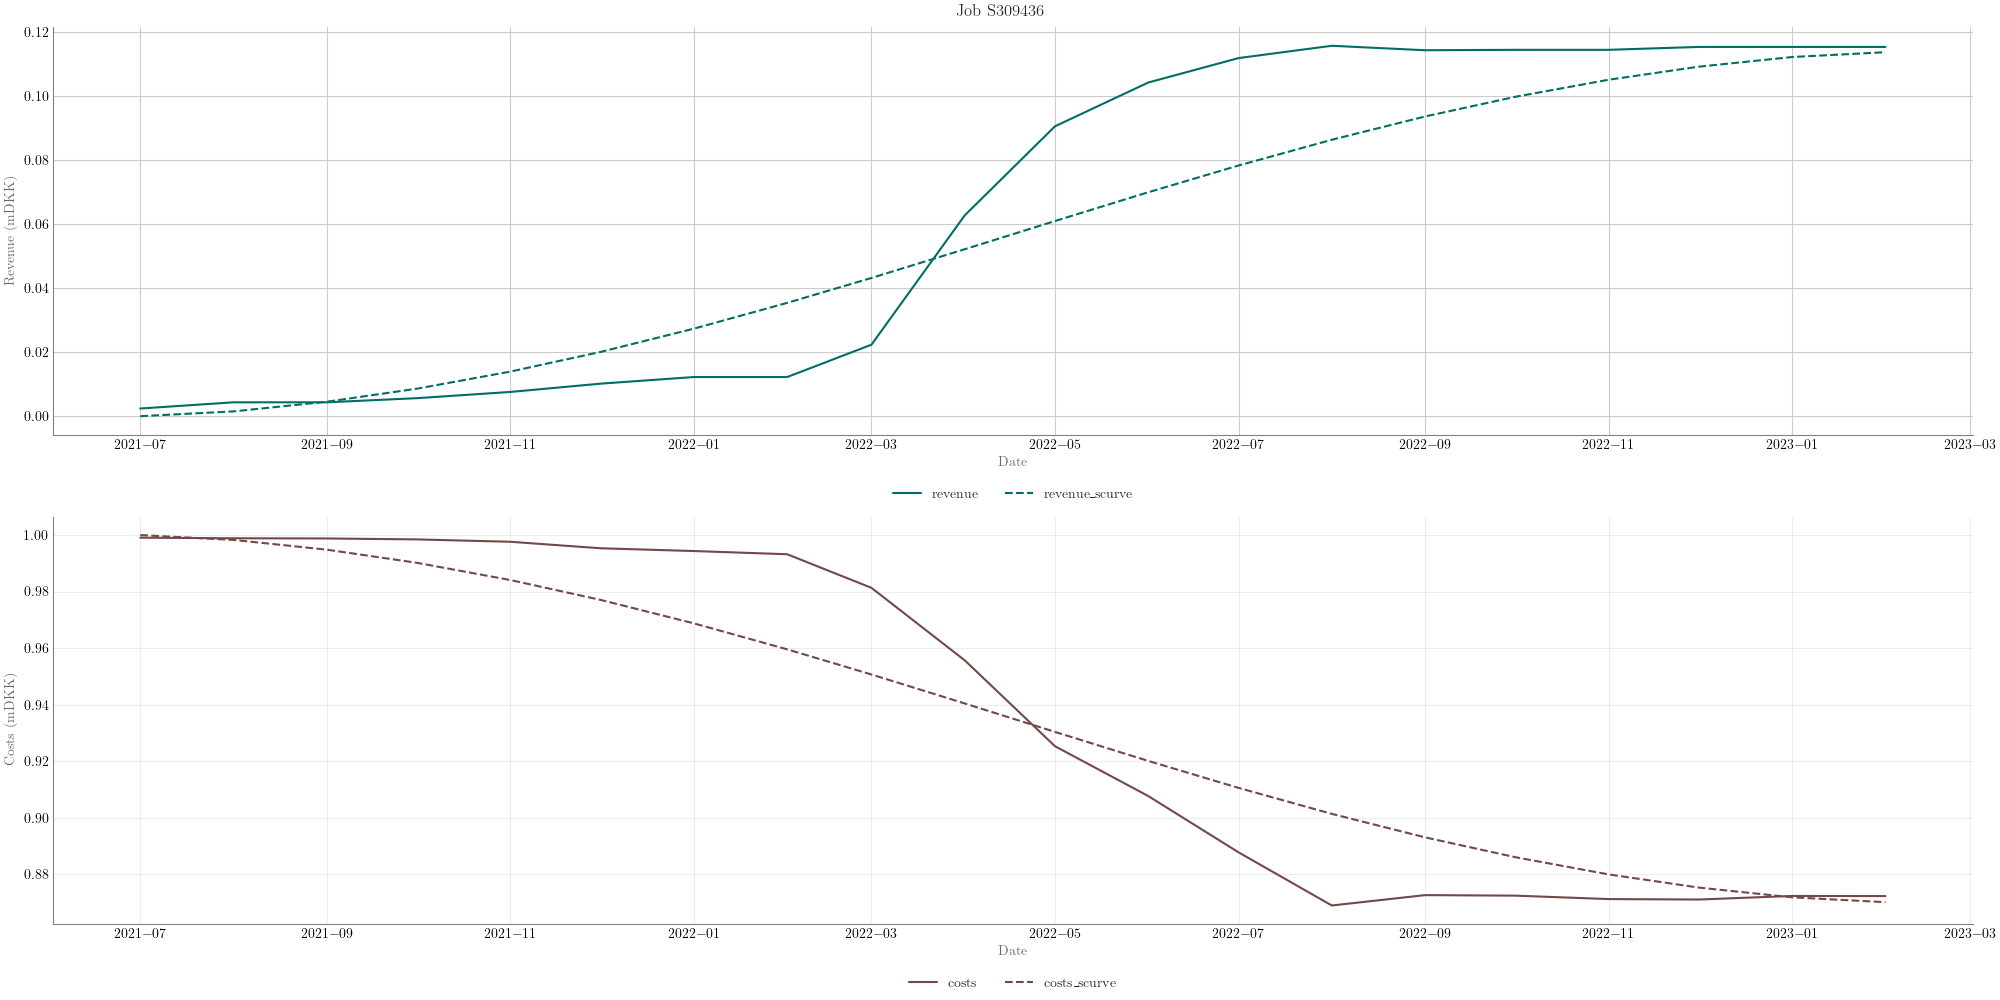 Job S309436
0.12
0.10
0.08
0.06
0.04
0.02
0.00
Revenue (mDKK)
2021−07 2021−09 2021−11 2022−01 2022−03 2022−05 2022−07 2022−09 2022−11 2023−01 2023−03
Date
revenue revenue_scurve
1.00
0.98
0.96
0.94
0.92
0.90
0.88
Costs (mDKK)
2021−07 2021−09 2021−11 2022−01 2022−03 2022−05 2022−07 2022−09 2022−11 2023−01 2023−03
Date
costs costs_scurve